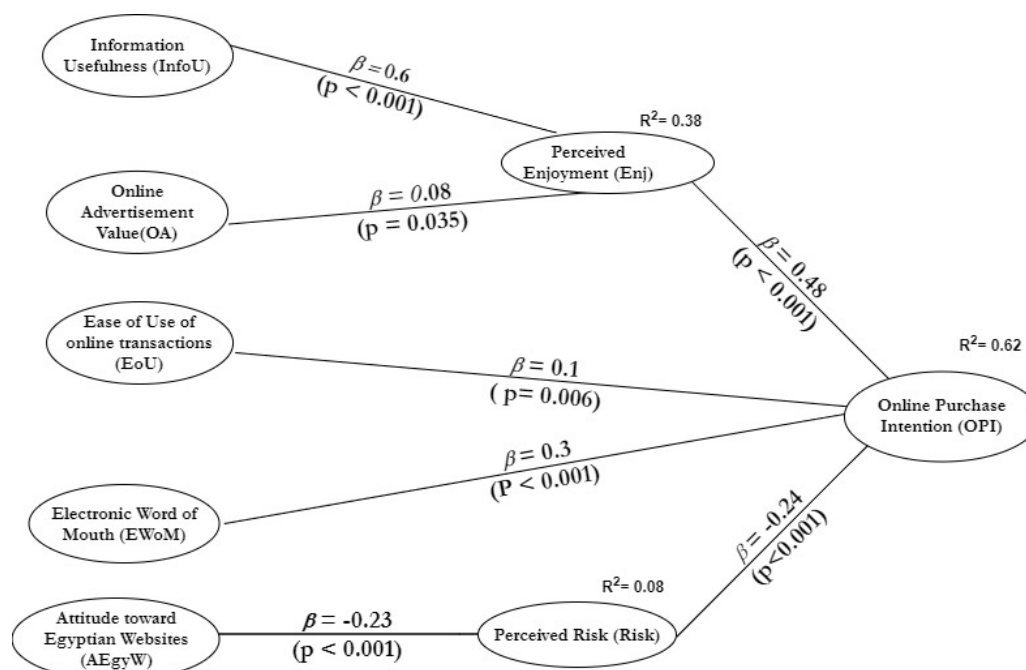 Information
Usefulness (InfoU)
β = 0.6
(p < 0.001)
R²= 0.38
Perceived
Enjoyment (Enj)
Online
Advertisement
Value(OA)
β = 0.08
(p = 0.035)
β = 0.48
(p < 0.001)
Ease of Use of
online transactions
(EoU)
β = 0.1
( p= 0.006)
R²= 0.62
Online Purchase
Intention (OPI)
β = 0.3
(P < 0.001)
Electronic Word of
Mouth (EWoM)
β = -0.24
(p<0.001)
Attitude toward
Egyptian Websites
(AEgyW)
β = -0.23
(p < 0.001)
R²= 0.08
Perceived Risk (Risk)